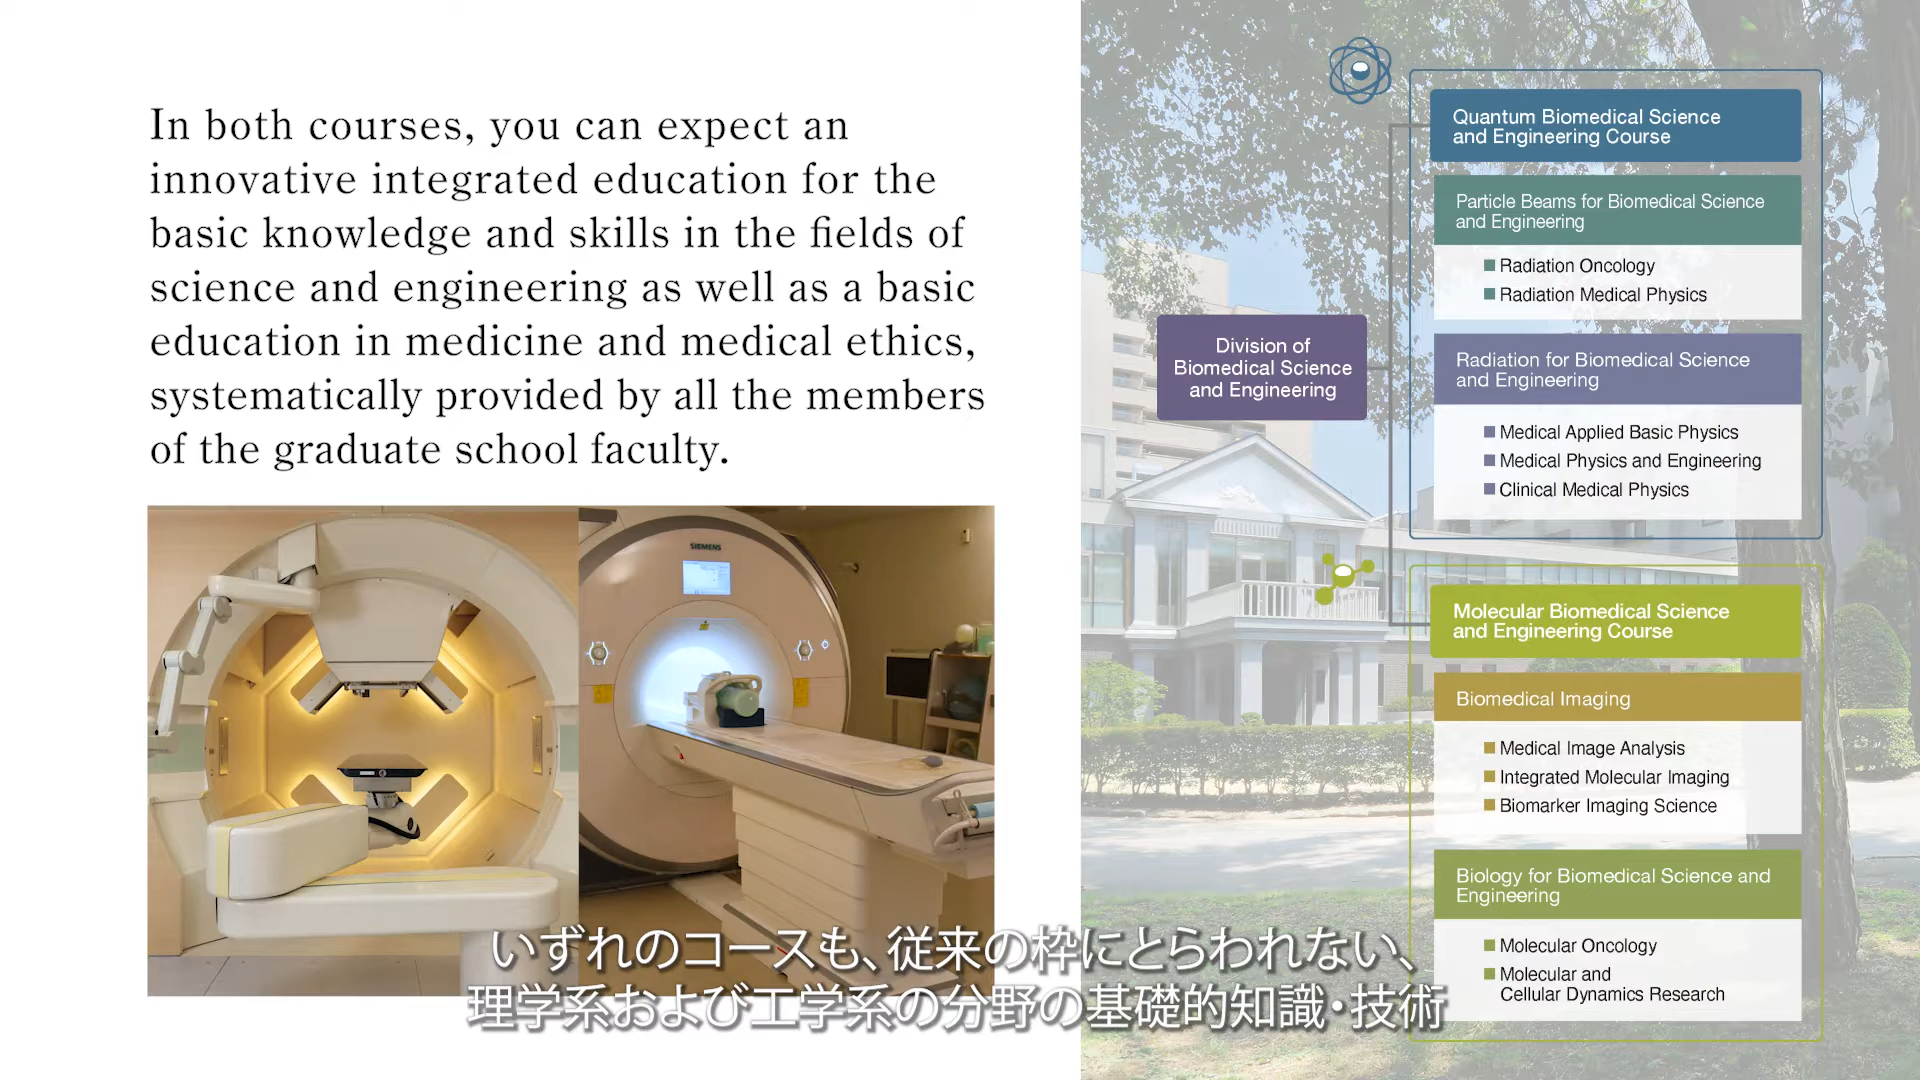 In both courses, you can expect an
innovative integrated education for the
basic knowledge and skills in the fields of
science and engineering as well as a basic
education in medicine and medical ethics,
systematically provided by all the members
of the graduate school faculty.
SIEMENS
Division of
Biomedical Science
and Engineering
Quantum Biomedical Science
and Engineering Course
Particle Beams for Biomedical Science
and Engineering
Radiation Oncology
Radiation Medical Physics
Radiation for Biomedical Science
and Engineering
Medical Applied Basic Physics
Medical Physics and Engineering
Clinical Medical Physics
Molecular Biomedical Science
and Engineering Course
Biomedical Imaging
Medical Image Analysis
Integrated Molecular Imaging
Biomarker Imaging Science
Biology for Biomedical Science and
Engineering
Molecular Oncology
Molecular and
Cellular Dynamics Research
いずれのコースも、従来の枠にとらわれない、
理学系および工学系の分野の基礎的知識・技術